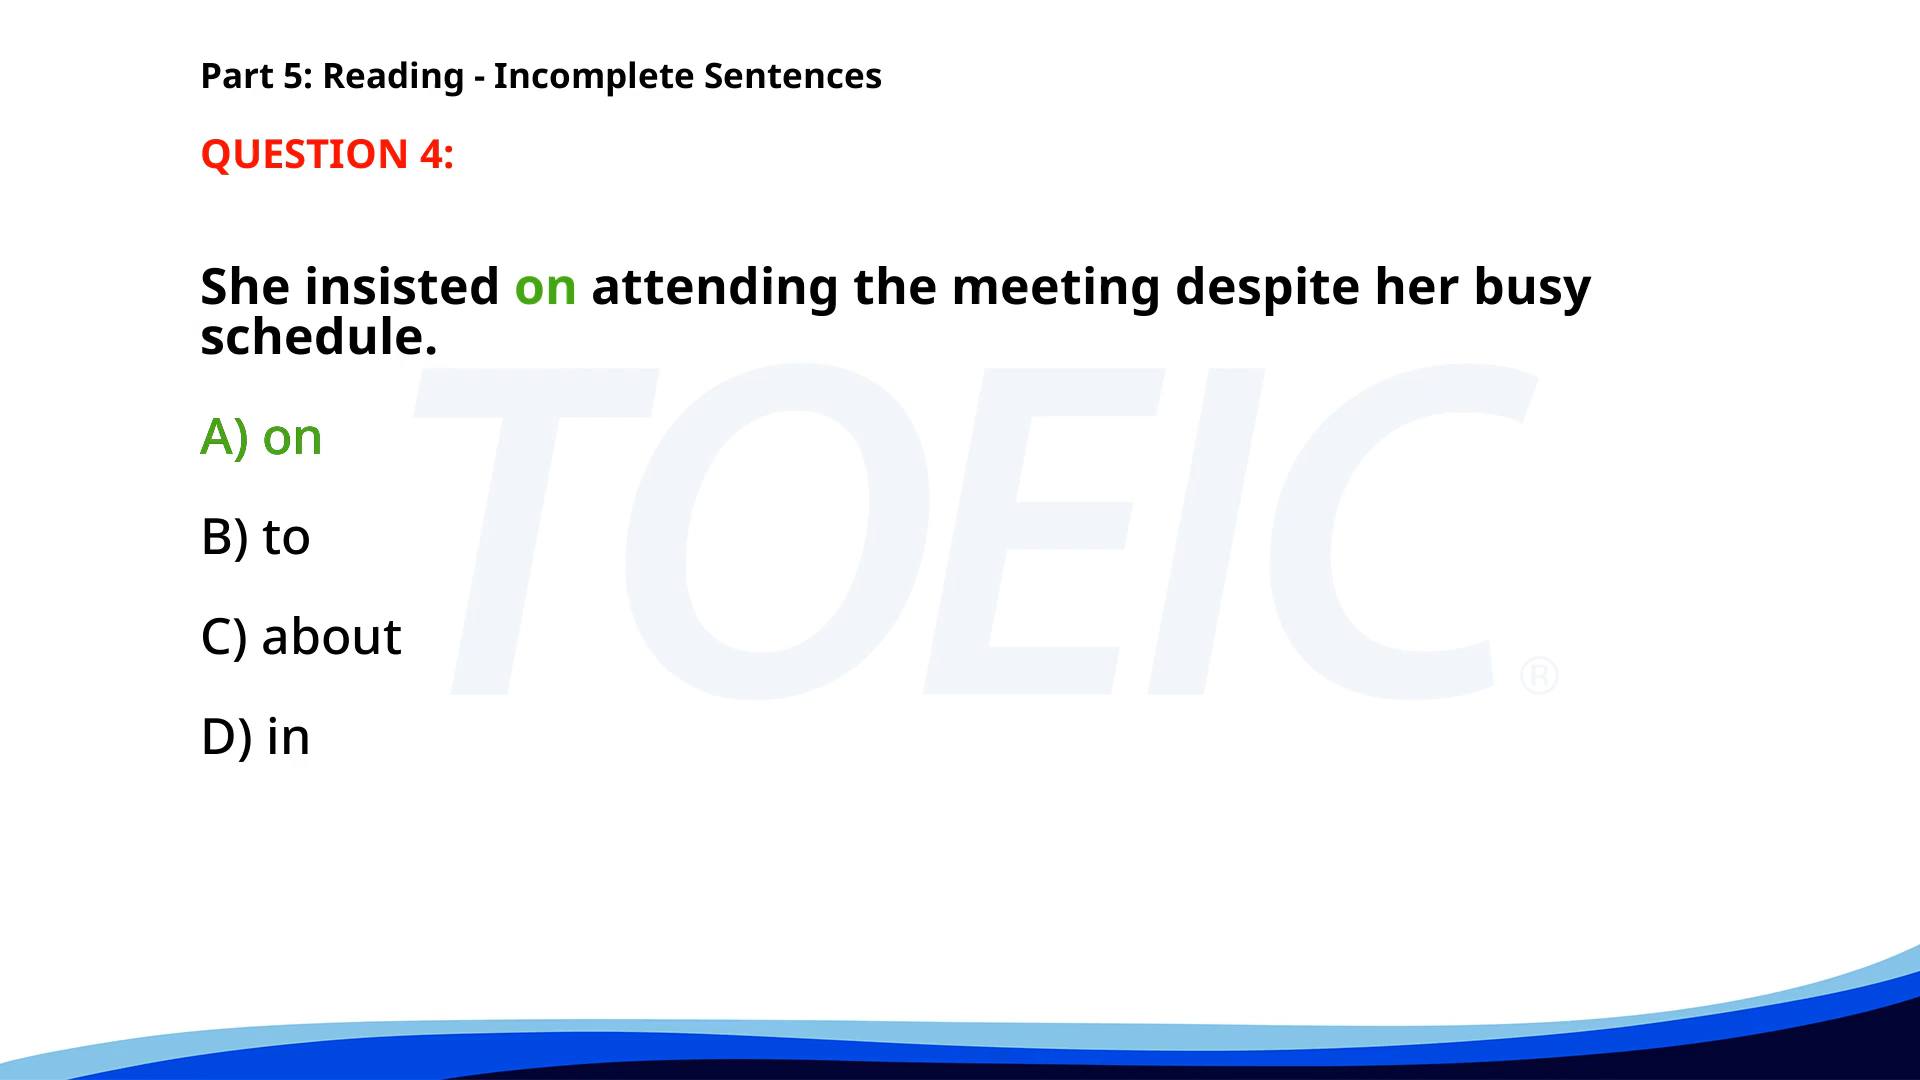 Part 5: Reading - Incomplete Sentences
QUESTION 4:
She insisted on attending the meeting despite her busy
schedule.
TOEIC®
A) on
B) to
C) about
D) in